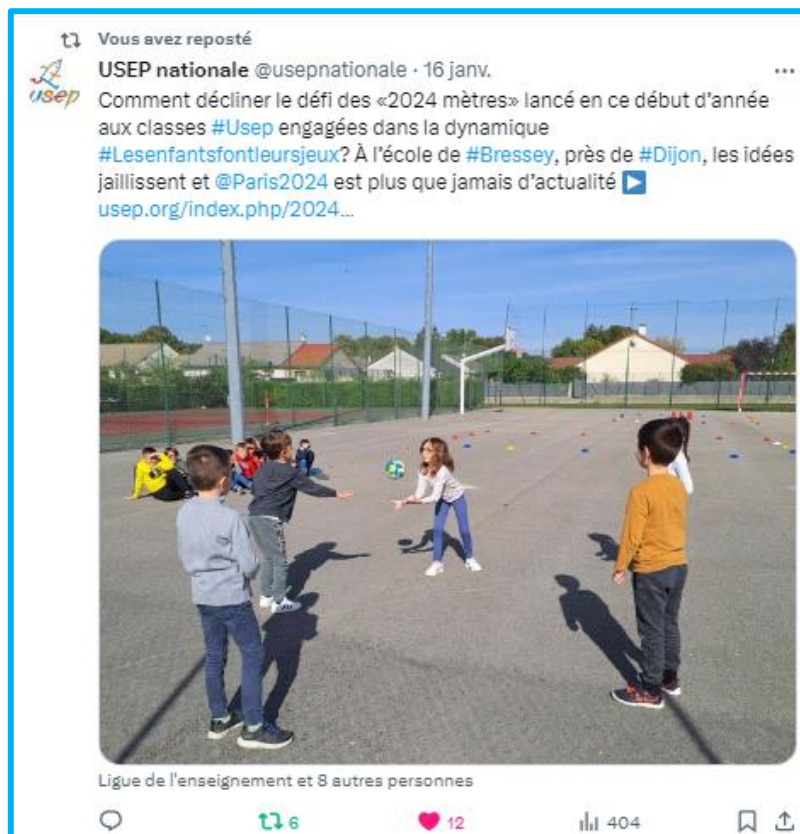 Vous avez reposté
usep
USEP nationale @usepnationale · 16 janv.
Comment décliner le défi des «2024 mètres» lancé en ce début d'année
aux classes #Usep engagées dans la dynamique
#Lesenfantsfontleursjeux? À l'école de #Bressey, près de #Dijon, les idées
jaillissent et @Paris2024 est plus que jamais d'actualité ▶
usep.org/index.php/2024...
Ligue de l'enseignement et 8 autres personnes
6 12 404